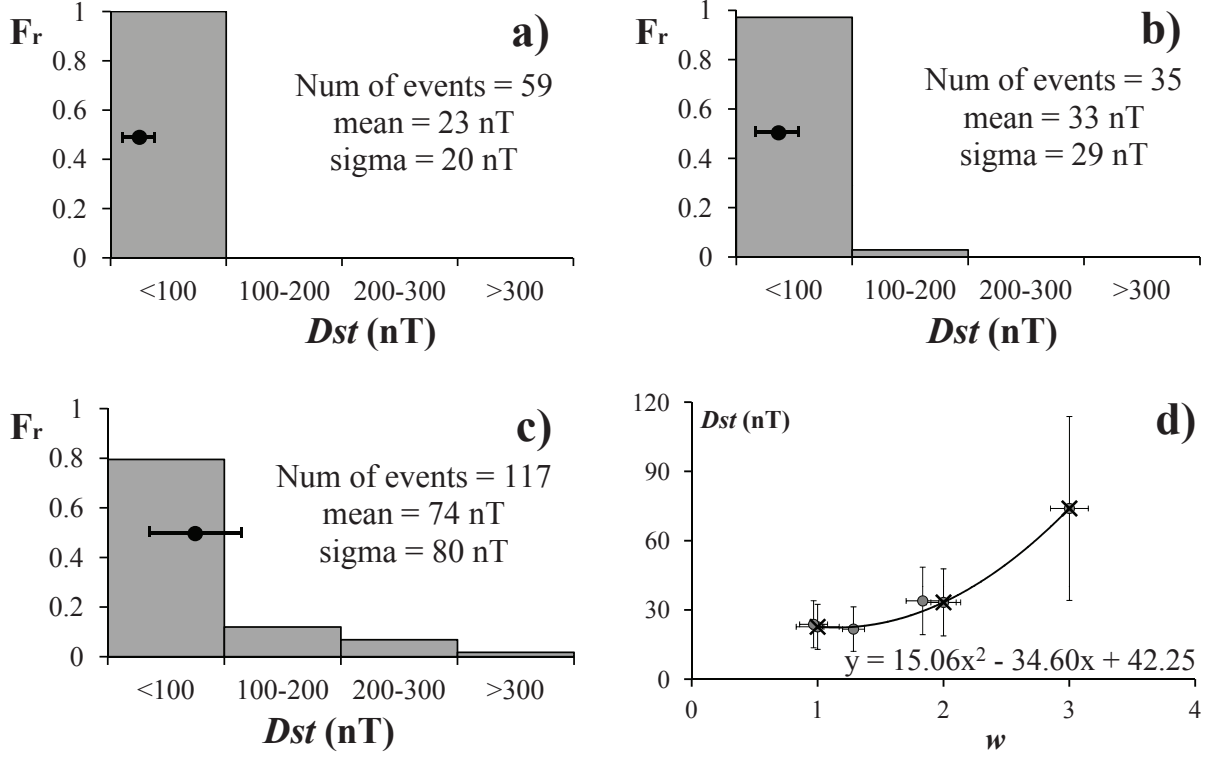 1
F_r
a)
0.8
Num of events = 59
0.6
mean = 23 nT
0.4
sigma = 20 nT
0.2
0
<100 100-200 200-300 >300
Dst (nT)
1
F_r
b)
0.8
Num of events = 35
0.6
mean = 33 nT
0.4
sigma = 29 nT
0.2
0
<100 100-200 200-300 >300
Dst (nT)
1
F_r
c)
0.8
Num of events = 117
0.6
mean = 74 nT
0.4
sigma = 80 nT
0.2
0
<100 100-200 200-300 >300
Dst (nT)
120
Dst (nT)
d)
90
60
30
y = 15.06x² - 34.60x + 42.25
0
0 1 2 3 4
w